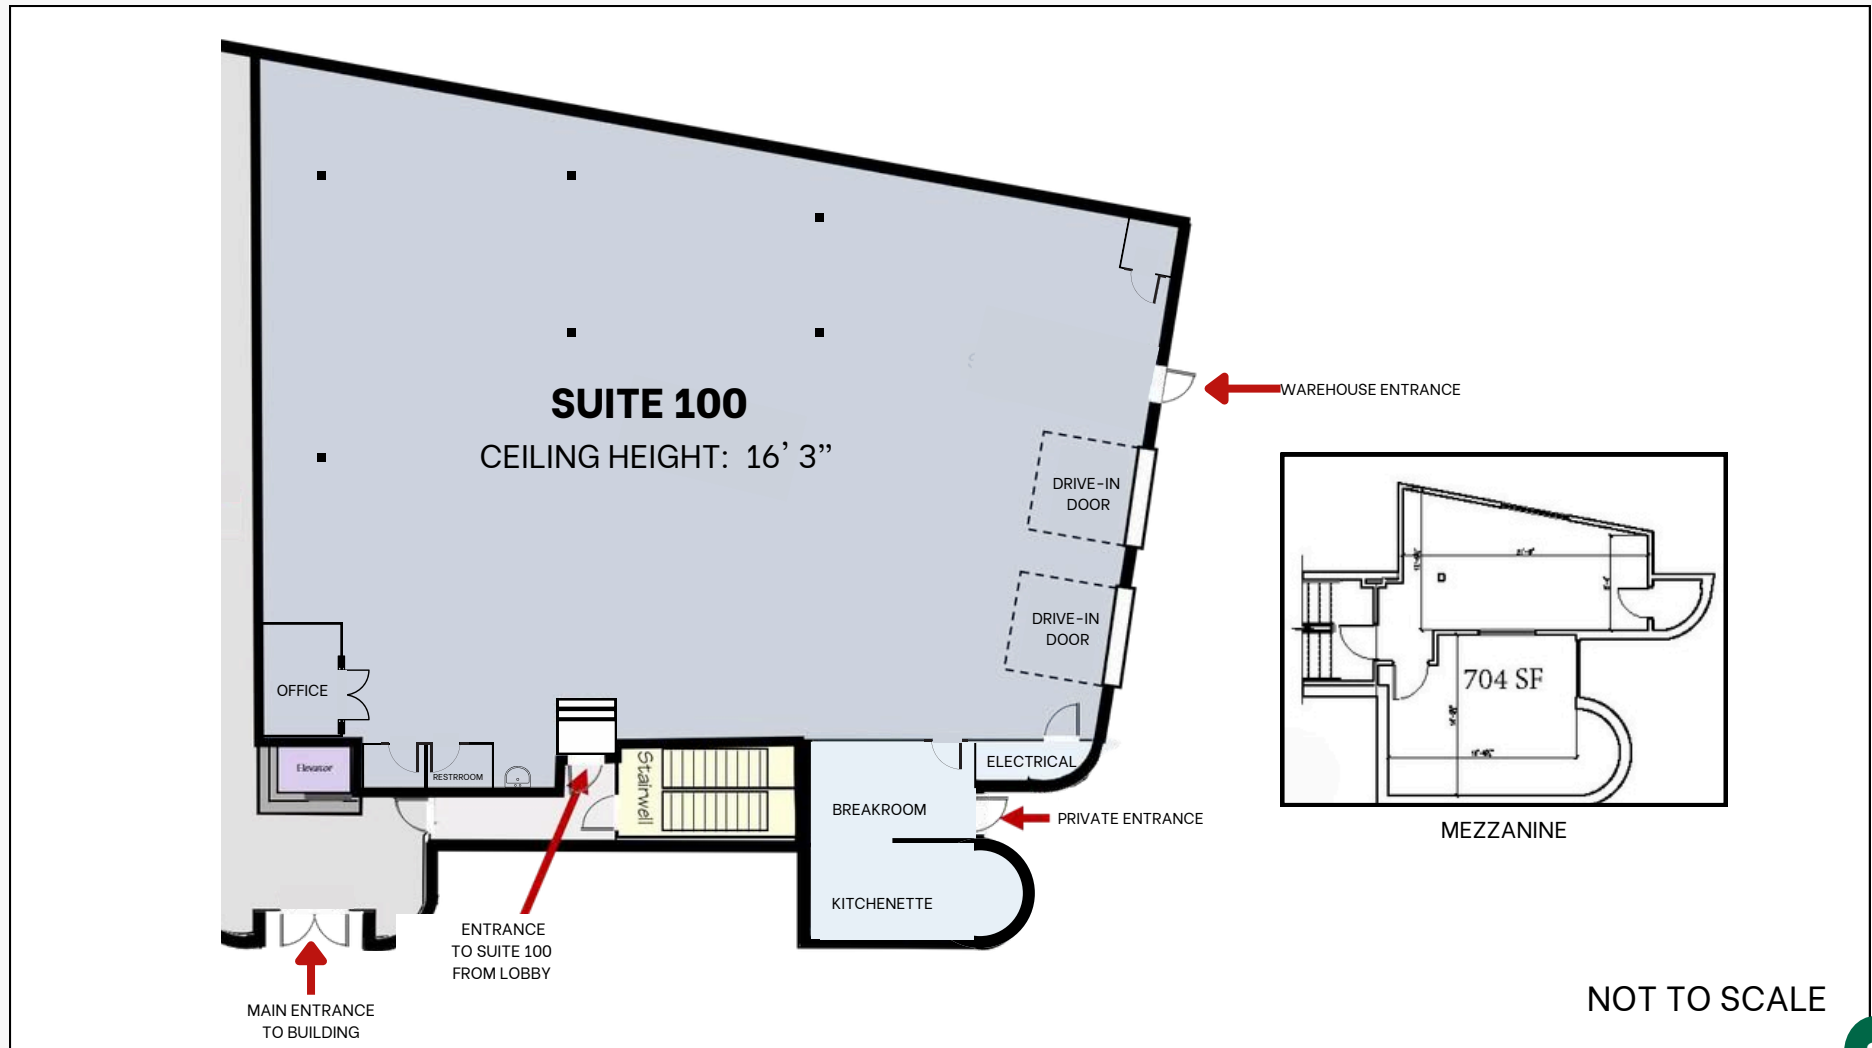 SUITE 100
CEILING HEIGHT: 16’ 3”
WAREHOUSE ENTRANCE
DRIVE-IN
DOOR
DRIVE-IN
DOOR
OFFICE
Elevator
RESTRROOM
Stairwell
ELECTRICAL
BREAKROOM
PRIVATE ENTRANCE
KITCHENETTE
ENTRANCE
TO SUITE 100
FROM LOBBY
MAIN ENTRANCE
TO BUILDING
704 SF
MEZZANINE
NOT TO SCALE